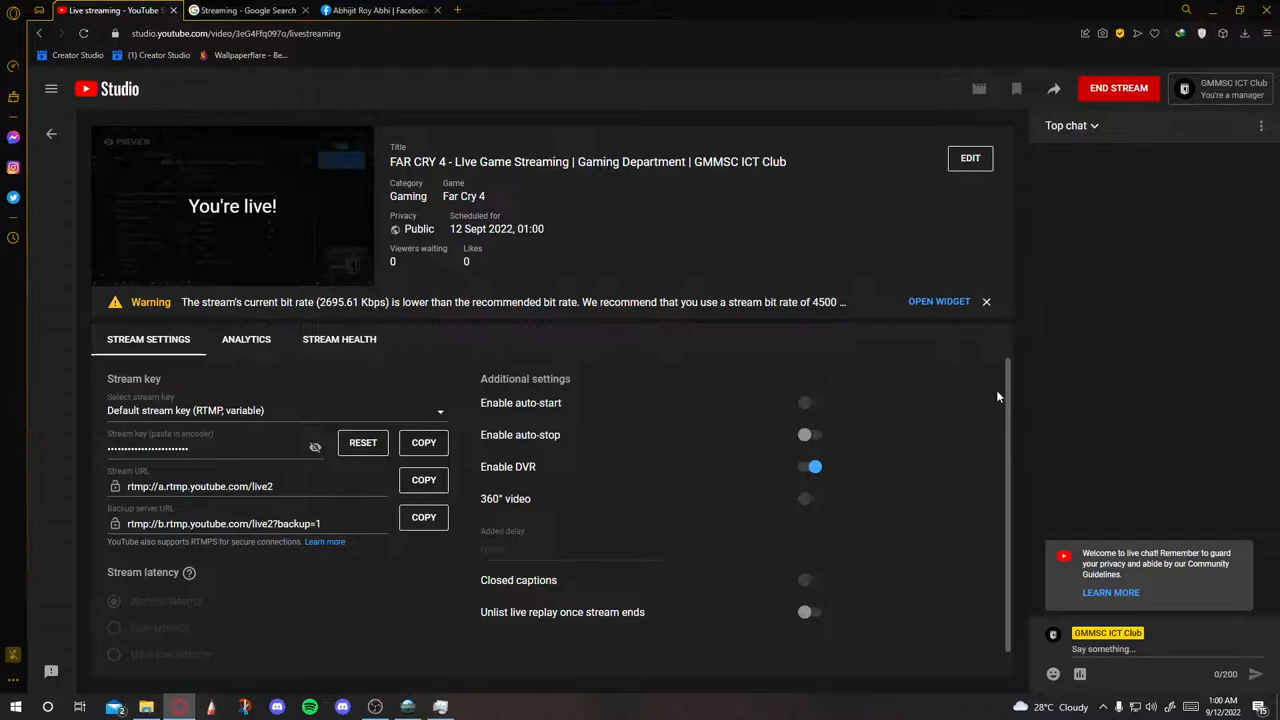 Live streaming - YouTube S
Streaming - Google Search
Abhijit Roy Abhi | Facebook
studio.youtube.com/video/3eG4Ffq097o/livestreaming
Creator Studio
(1) Creator Studio
Wallpaperflare - Be...
Studio
END STREAM
GMMSC ICT Club
You're a manager
PREVIEW
You're live!
Title
FAR CRY 4 - LIve Game Streaming | Gaming Department | GMMSC ICT Club
EDIT
Category
Game
Gaming
Far Cry 4
Privacy
Scheduled for
Public
12 Sept 2022, 01:00
Viewers waiting
Likes
0
0
Top chat
Warning
The stream's current bit rate (2695.61 Kbps) is lower than the recommended bit rate. We recommend that you use a stream bit rate of 4500 ...
OPEN WIDGET
STREAM SETTINGS
ANALYTICS
STREAM HEALTH
Stream key
Select stream key
Default stream key (RTMP, variable)
Stream key (paste in encoder)
RESET
COPY
Stream URL
rtmp://a.rtmp.youtube.com/live2
COPY
Backup server URL
rtmp://b.rtmp.youtube.com/live2?backup=1
COPY
YouTube also supports RTMPS for secure connections. Learn more
Stream latency
Normal latency
Low-latency
Ultra low-latency
Additional settings
Enable auto-start
Enable auto-stop
Enable DVR
360° video
Added delay
None
Closed captions
Unlist live replay once stream ends
Welcome to live chat! Remember to guard
your privacy and abide by our Community
Guidelines.
LEARN MORE
GMMSC ICT Club
Say something...
0/200
2
28°C Cloudy
1:00 AM
9/12/2022
15